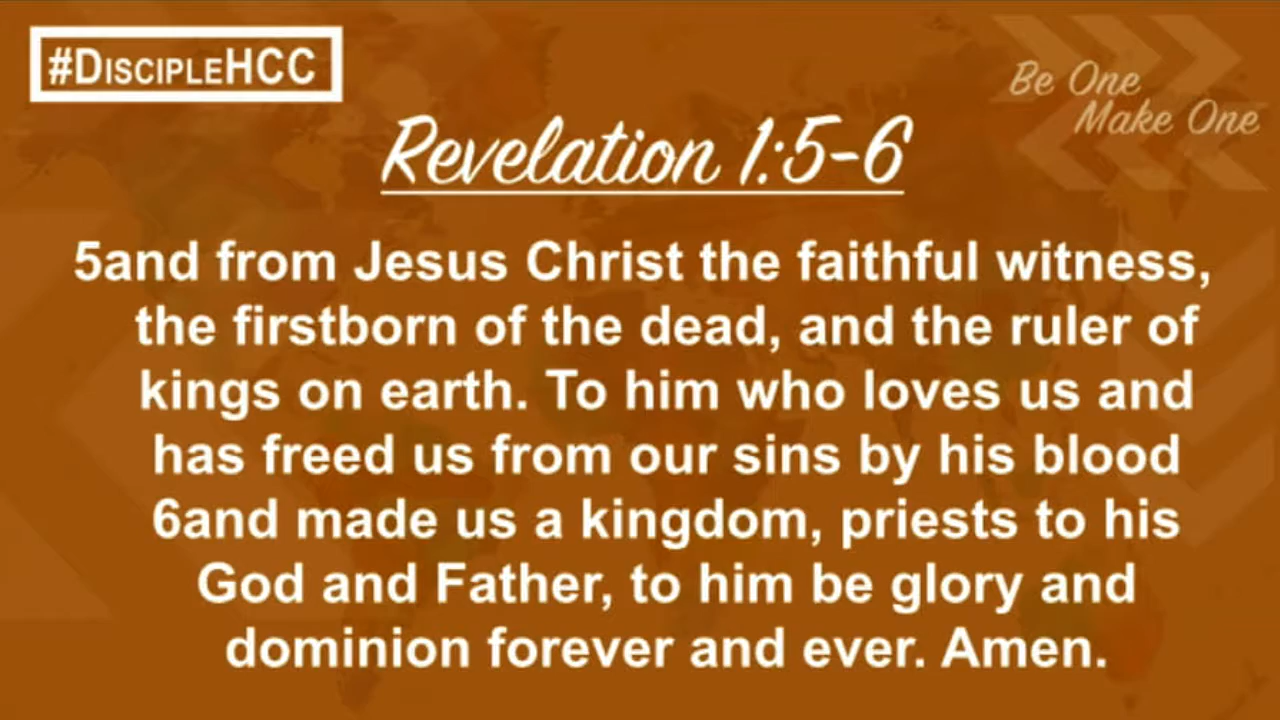 #DISCIPLEHCC
Be One
Make One
Revelation 1:5-6
5and from Jesus Christ the faithful witness,
the firstborn of the dead, and the ruler of
kings on earth. To him who loves us and
has freed us from our sins by his blood
6and made us a kingdom, priests to his
God and Father, to him be glory and
dominion forever and ever. Amen.